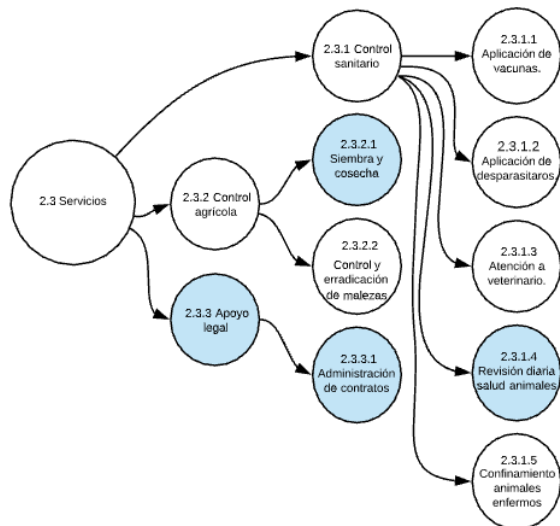 2.3 Servicios
2.3.1 Control
sanitario
2.3.1.1
Aplicación de
vacunas.
2.3.1.2
Aplicación de
desparasitaros.
2.3.1.3
Atención a
veterinario.
2.3.1.4
Revisión diaria
salud animales
2.3.1.5
Confinamiento
animales
enfermos
2.3.2 Control
agrícola
2.3.2.1
Siembra y
cosecha
2.3.2.2
Control y
erradicación
de malezas
2.3.3 Apoyo
legal
2.3.3.1
Administración
de contratos